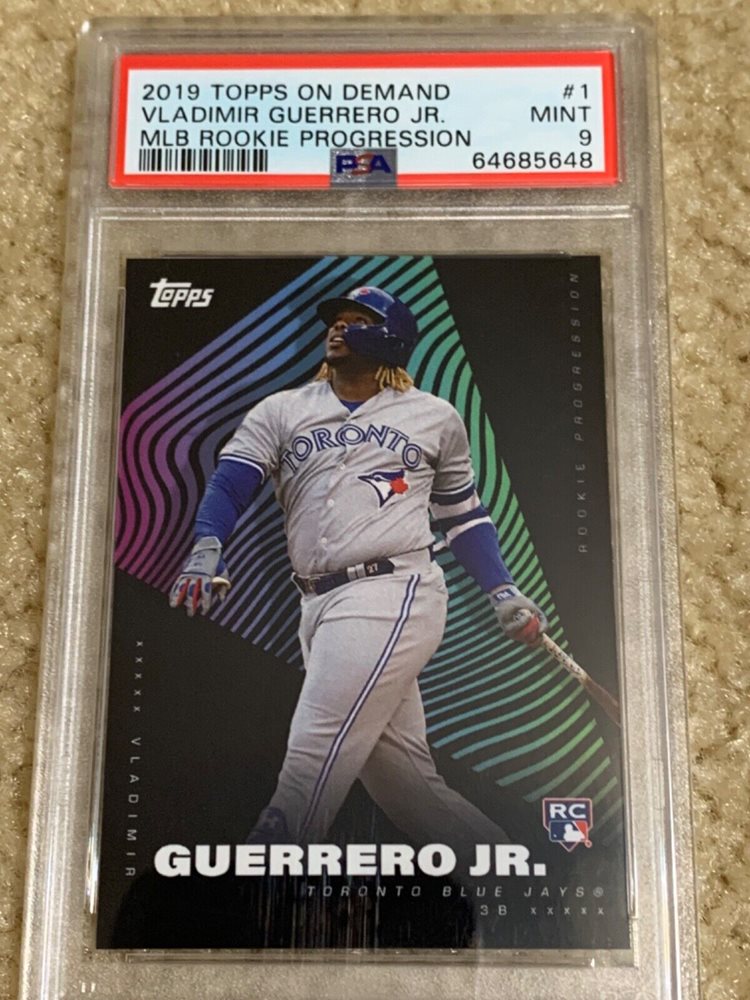 2019 TOPPS ON DEMAND #1
VLADIMIR GUERRERO JR. MINT
MLB ROOKIE PROGRESSION 9
PSA 64685648
Topps
ROOKIE PROGRESSION
TORONTO
27
xxxxx VLADIMIR
RC
GUERRERO JR.
TORONTO BLUE JAYS®
3B xxxxx